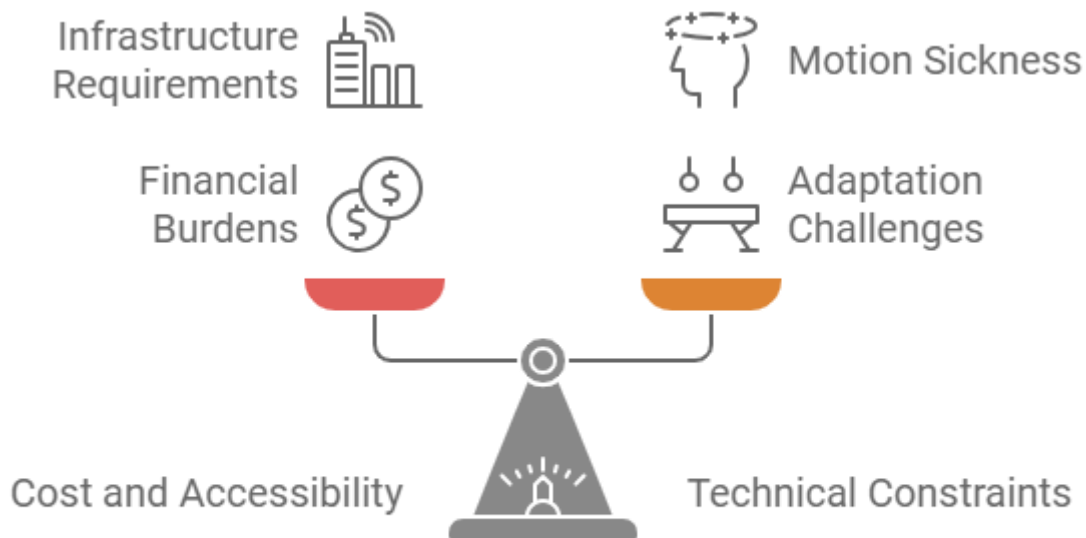 Infrastructure
Requirements
Motion Sickness
Financial
Burdens
$
$
Adaptation
Challenges
Cost and Accessibility
Technical Constraints